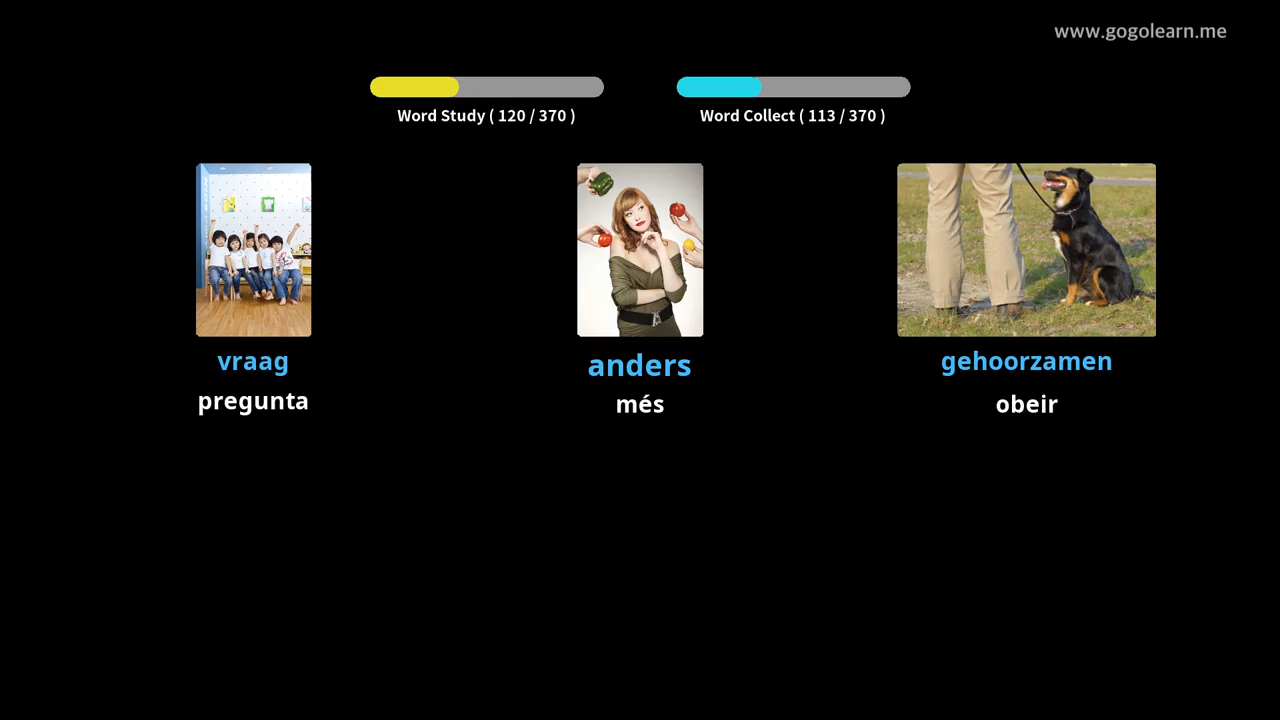 www.gogolearn.me
Word Study ( 120 / 370 )
Word Collect ( 113 / 370 )
vraag
pregunta
anders
més
gehoorzamen
obeir